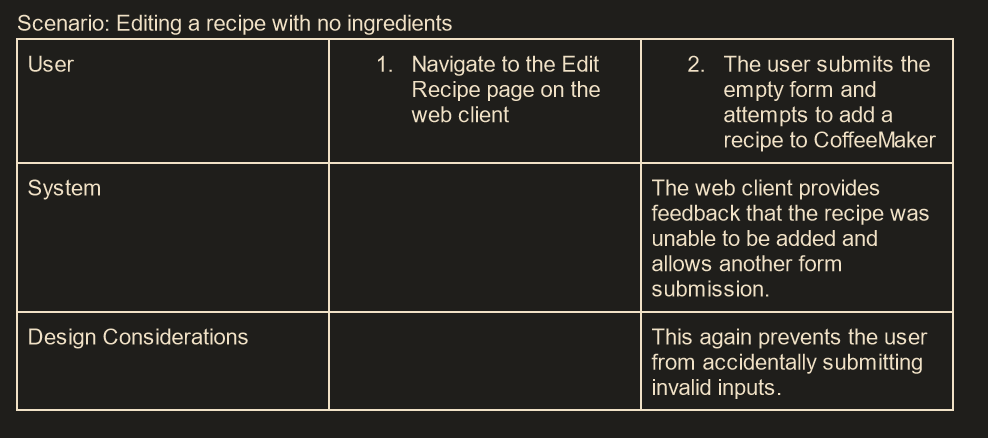 Scenario: Editing a recipe with no ingredients
User
1. Navigate to the Edit
Recipe page on the
web client
2. The user submits the
empty form and
attempts to add a
recipe to CoffeeMaker
System
The web client provides
feedback that the recipe was
unable to be added and
allows another form
submission.
Design Considerations
This again prevents the user
from accidentally submitting
invalid inputs.